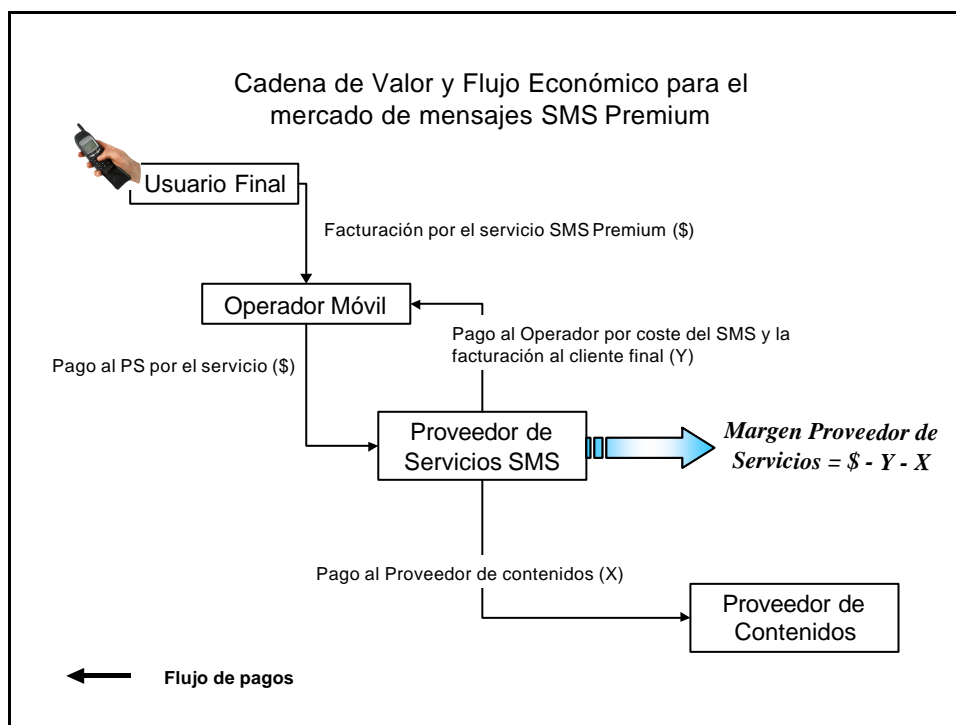 Cadena de Valor y Flujo Económico para el
mercado de mensajes SMS Premium
Usuario Final
Facturación por el servicio SMS Premium ($)
Operador Móvil
Pago al Operador por coste del SMS y la
facturación al cliente final (Y)
Pago al PS por el servicio ($)
Proveedor de
Servicios SMS
Margen Proveedor de
Servicios = $ - Y - X
Pago al Proveedor de contenidos (X)
Proveedor de
Contenidos
Flujo de pagos